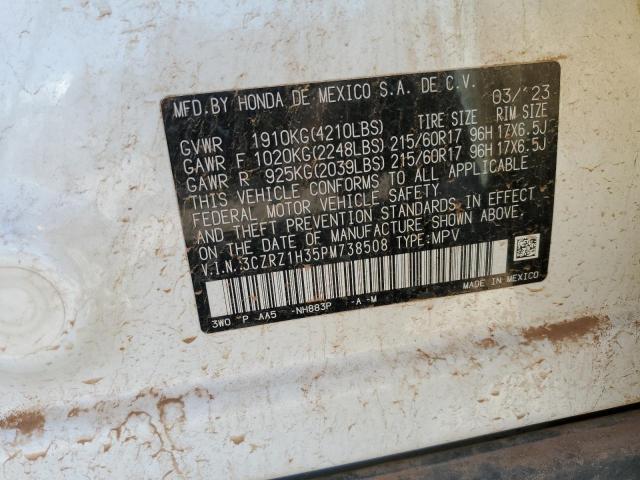 MFD.BY HONDA DE MEXICO S.A. DE C.V. 03/'23
TIRE SIZE RIM SIZE
GVWR 1910KG(4210LBS)
GAWR F 1020KG(2248LBS) 215/60R17 96H 17X6.5J
GAWR R 925KG(2039LBS) 215/60R17 96H 17X6.5J
THIS VEHICLE CONFORMS TO ALL APPLICABLE
FEDERAL MOTOR VEHICLE SAFETY
AND THEFT PREVENTION STANDARDS IN EFFECT
ON THE DATE OF MANUFACTURE SHOWN ABOVE.
V.I.N.3CZRZ1H35PM738508 TYPE:MPV
3W0 P AA5 -NH883P -A -M MADE IN MEXICO